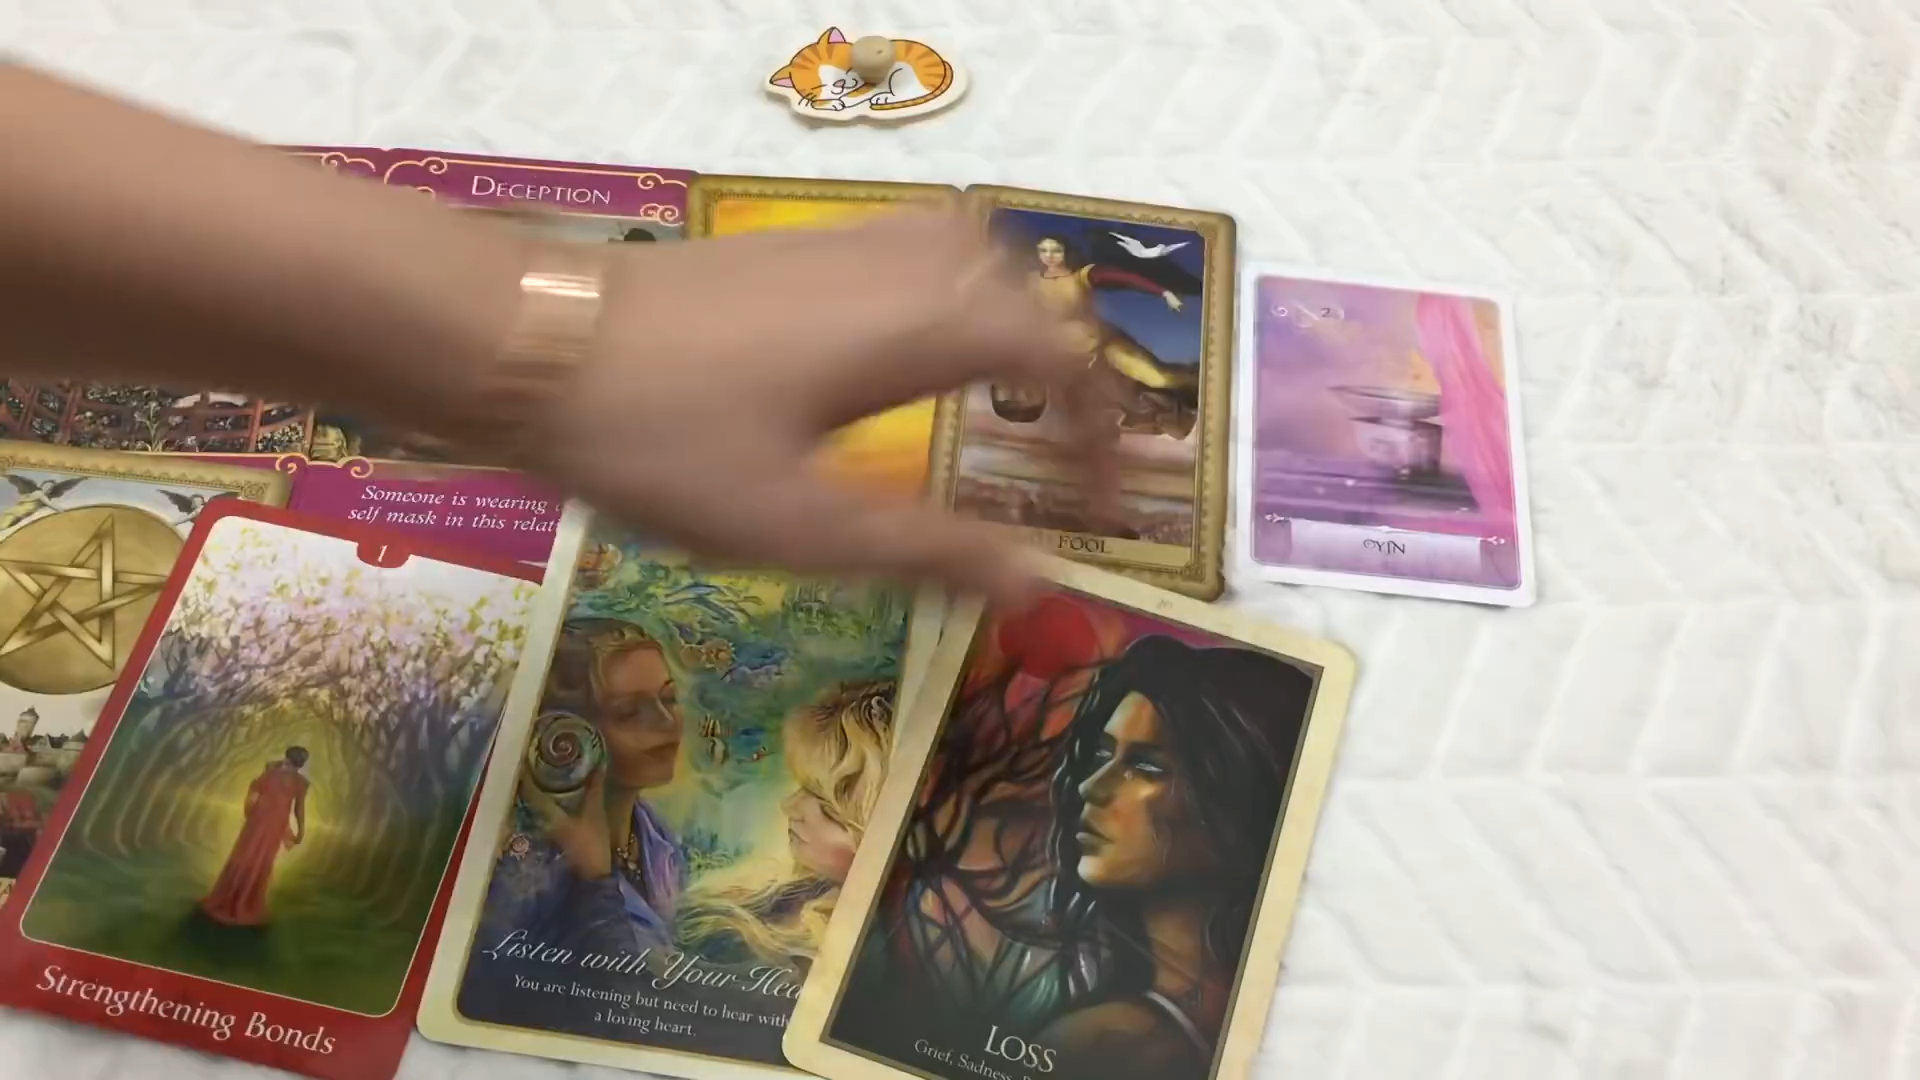 DECEPTION
2
FOOL
YIN
Someone is wearing
self mask in this relati
1
Strengthening Bonds
Listen with Your Hea
You are listening but need to hear with
a loving heart.
LOSS
Grief, Sadness,